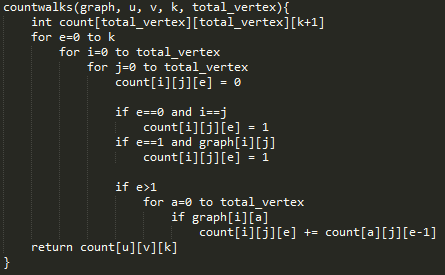 countwalks(graph, u, v, k, total_vertex){
    int count[total_vertex][total_vertex][k+1]
    for e=0 to k
        for i=0 to total_vertex
            for j=0 to total_vertex
                count[i][j][e] = 0
                if e==0 and i==j
                    count[i][j][e] = 1
                if e==1 and graph[i][j]
                    count[i][j][e] = 1
                if e>1
                    for a=0 to total_vertex
                        if graph[i][a]
                            count[i][j][e] += count[a][j][e-1]
    return count[u][v][k]
}